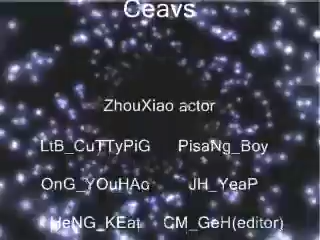 Ceavs
ZhouXiao actor
LtB_CuTTyPiG PisaNg_Boy
OnG_YOuHAo JH_YeaP
HeNG_KEat CM_GeH(editor)